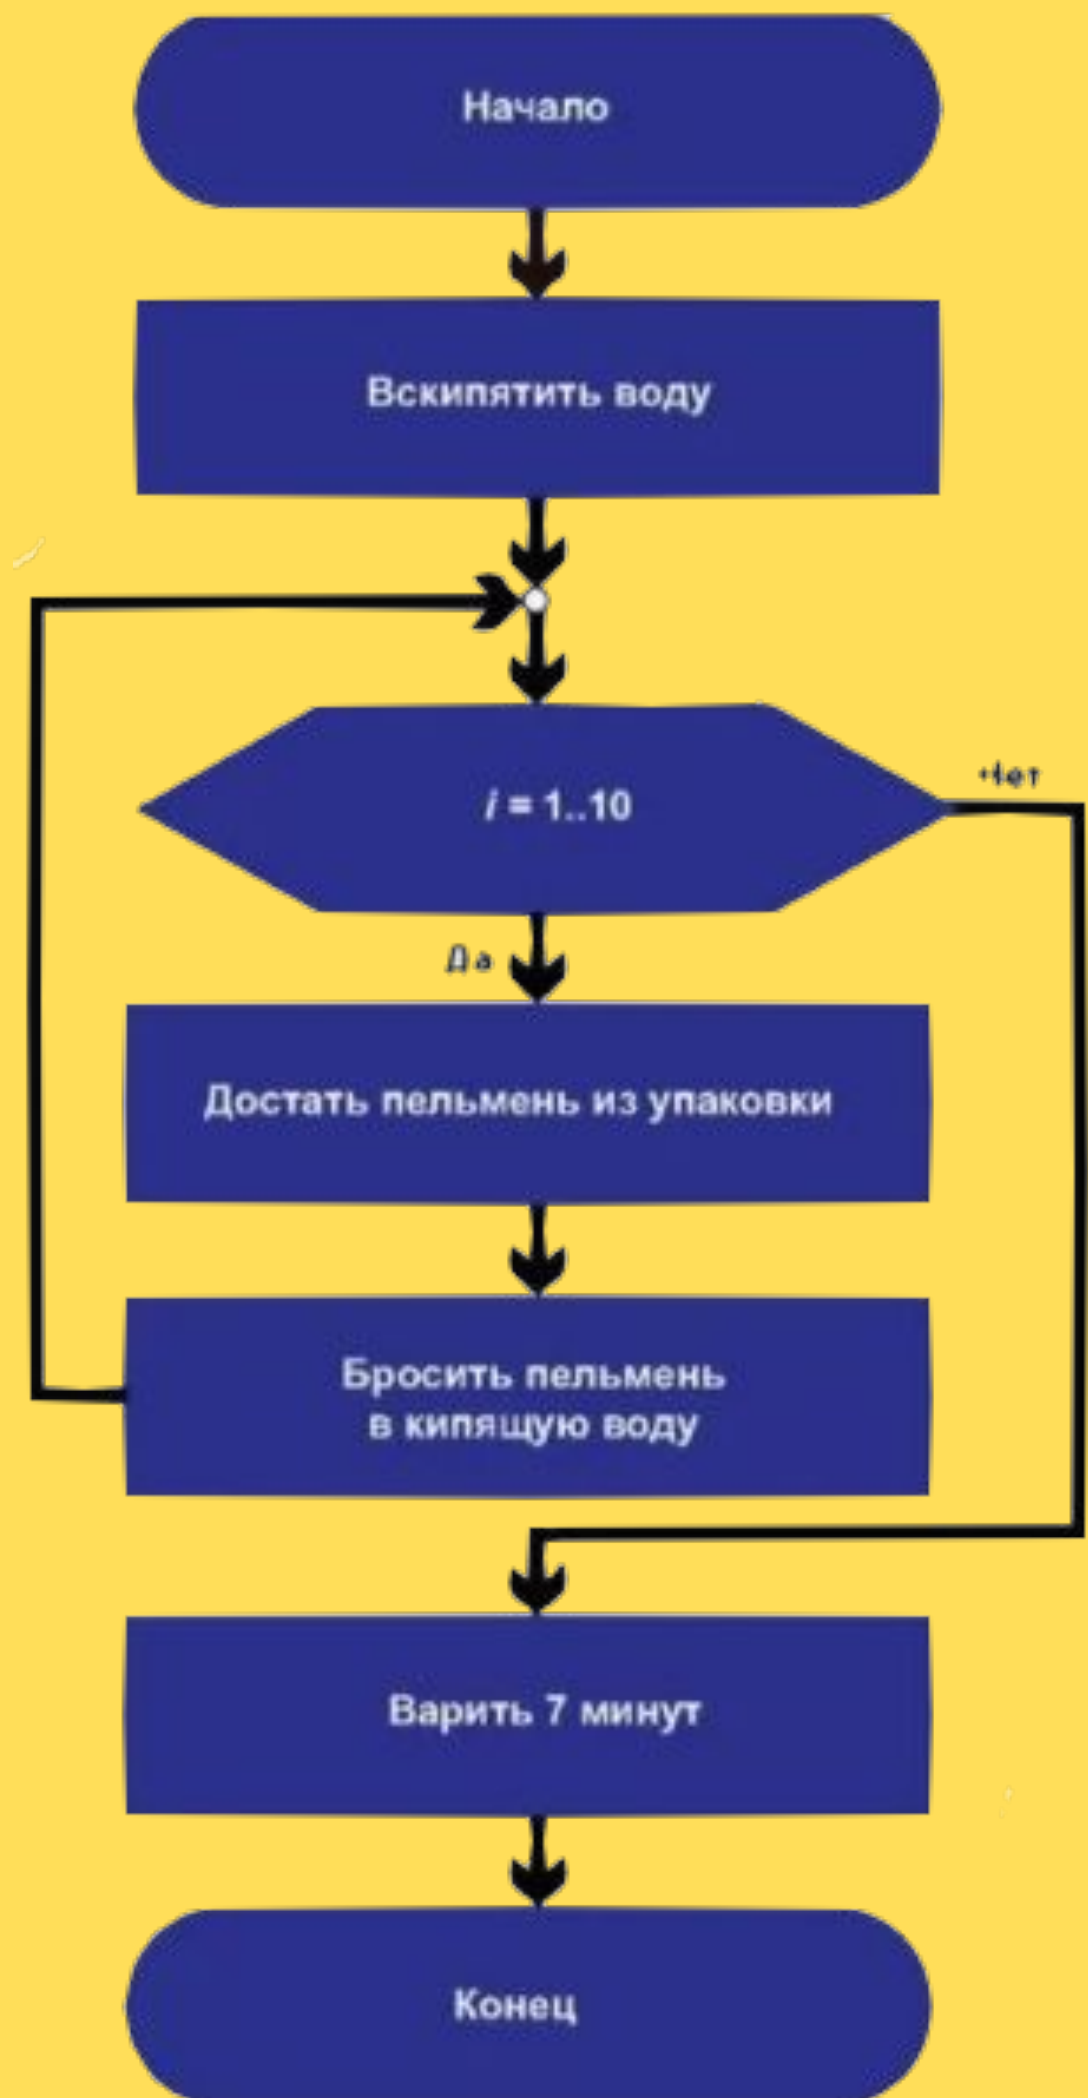 Начало
Вскипятить воду
i = 1..10
Нет
Да
Достать пельмень из упаковки
Бросить пельмень
в кипящую воду
Варить 7 минут
Конец